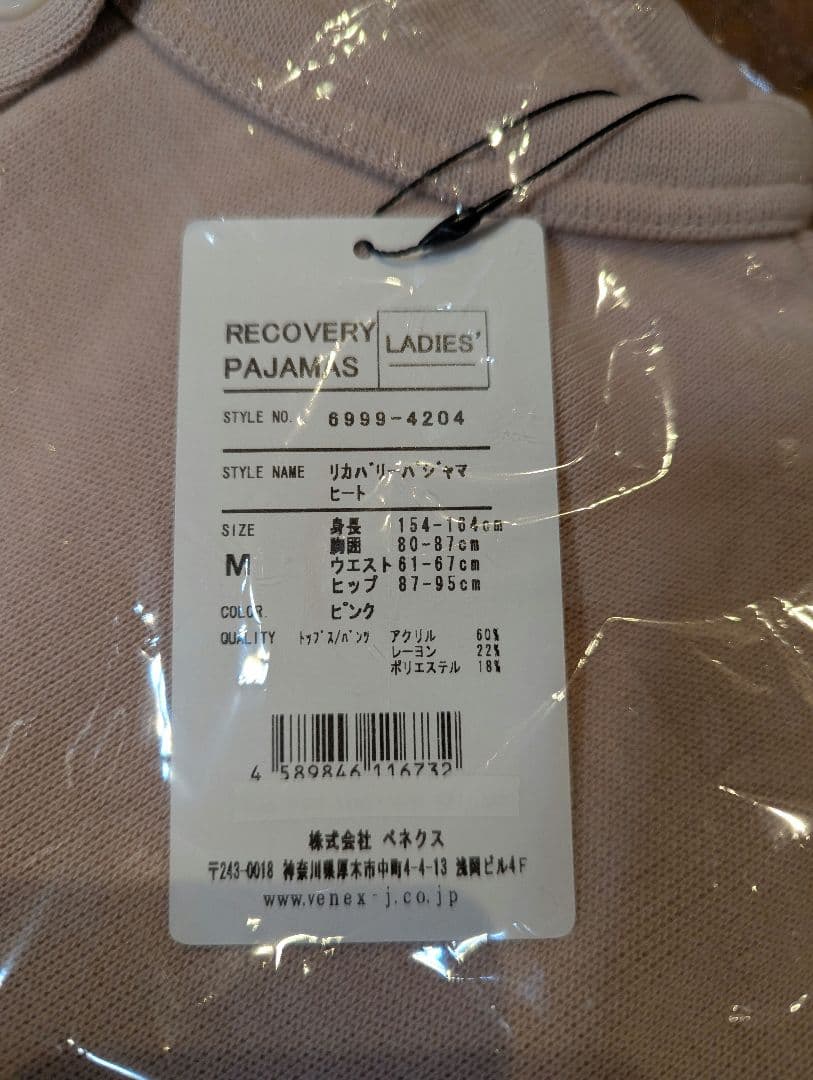 RECOVERY
PAJAMAS
LADIES'
STYLE NO. 6999-4204
STYLE NAME リカバリーパジャマ
ヒート
SIZE 身長 154-164cm
胸囲 80-87cm
M ウエスト 61-67cm
ヒップ 87-95cm
COLOR. ピンク
QUALITY トップス/パンツ アクリル 60%
レーヨン 22%
ポリエステル 18%
4 589846 116732
株式会社 ベネクス
〒243-0018 神奈川県厚木市中町4-4-13 浅岡ビル4F
www.venex-j.co.jp